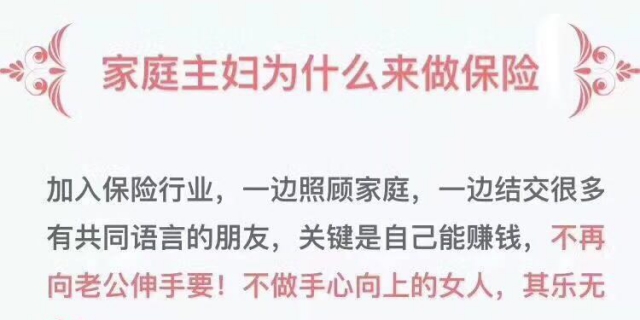 家庭主妇为什么来做保险
加入保险行业，一边照顾家庭，一边结交很多
有共同语言的朋友，关键是自己能赚钱，不再
向老公伸手要！不做手心向上的女人，其乐无